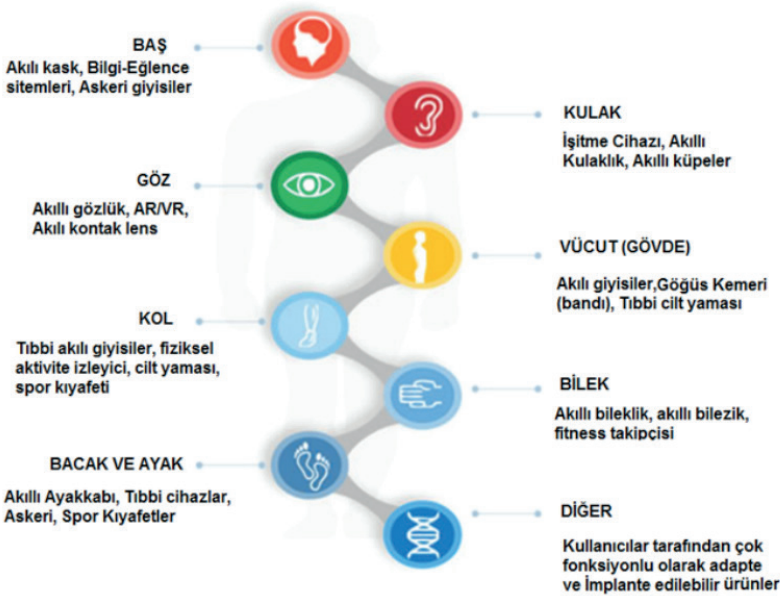 BAŞ
Akılı kask, Bilgi-Eğlence
sitemleri, Askeri giyisiler
KULAK
İşitme Cihazı, Akıllı
Kulaklık, Akıllı küpeler
GÖZ
Akıllı gözlük, AR/VR,
Akılı kontak lens
VÜCUT (GÖVDE)
Akılı giyisiler,Göğüs Kemeri
(bandı), Tıbbi cilt yaması
KOL
Tıbbi akılı giyisiler, fiziksel
aktivite izleyici, cilt yaması,
spor kıyafeti
BİLEK
Akıllı bileklik, akıllı bilezik,
fitness takipçisi
BACAK VE AYAK
Akıllı Ayakkabı, Tıbbi cihazlar,
Askeri, Spor Kıyafetler
DİĞER
Kullanıcılar tarafından çok
fonksiyonlu olarak adapte
ve İmplante edilebilir ürünler